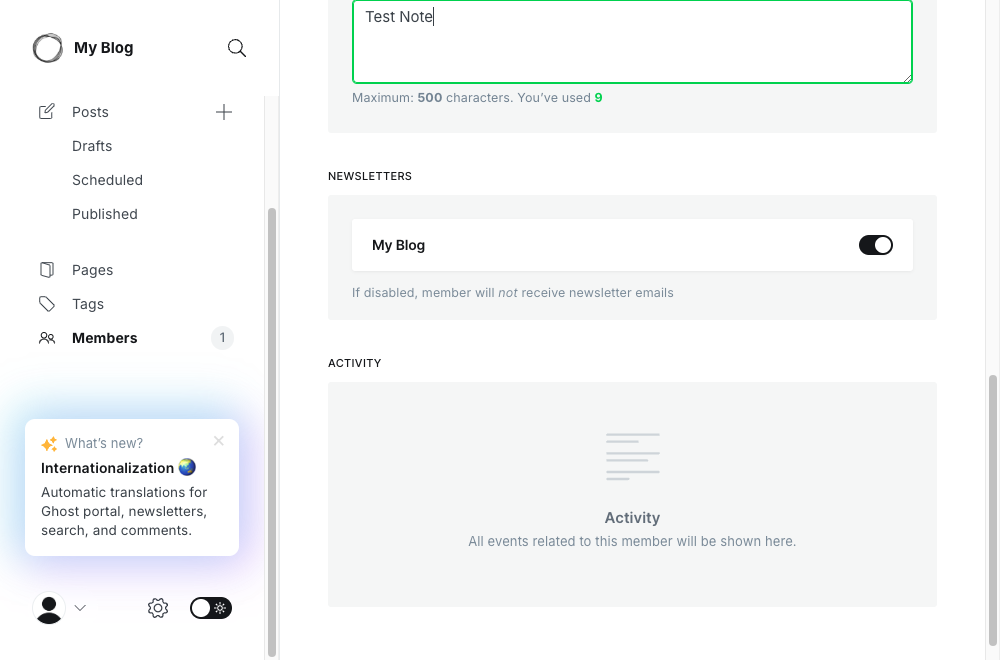 My Blog
Posts
Drafts
Scheduled
Published
Pages
Tags
Members
1
What's new?
Internationalization
Automatic translations for
Ghost portal, newsletters,
search, and comments.
Test Note
Maximum: 500 characters. You've used 9
NEWSLETTERS
My Blog
If disabled, member will not receive newsletter emails
ACTIVITY
Activity
All events related to this member will be shown here.